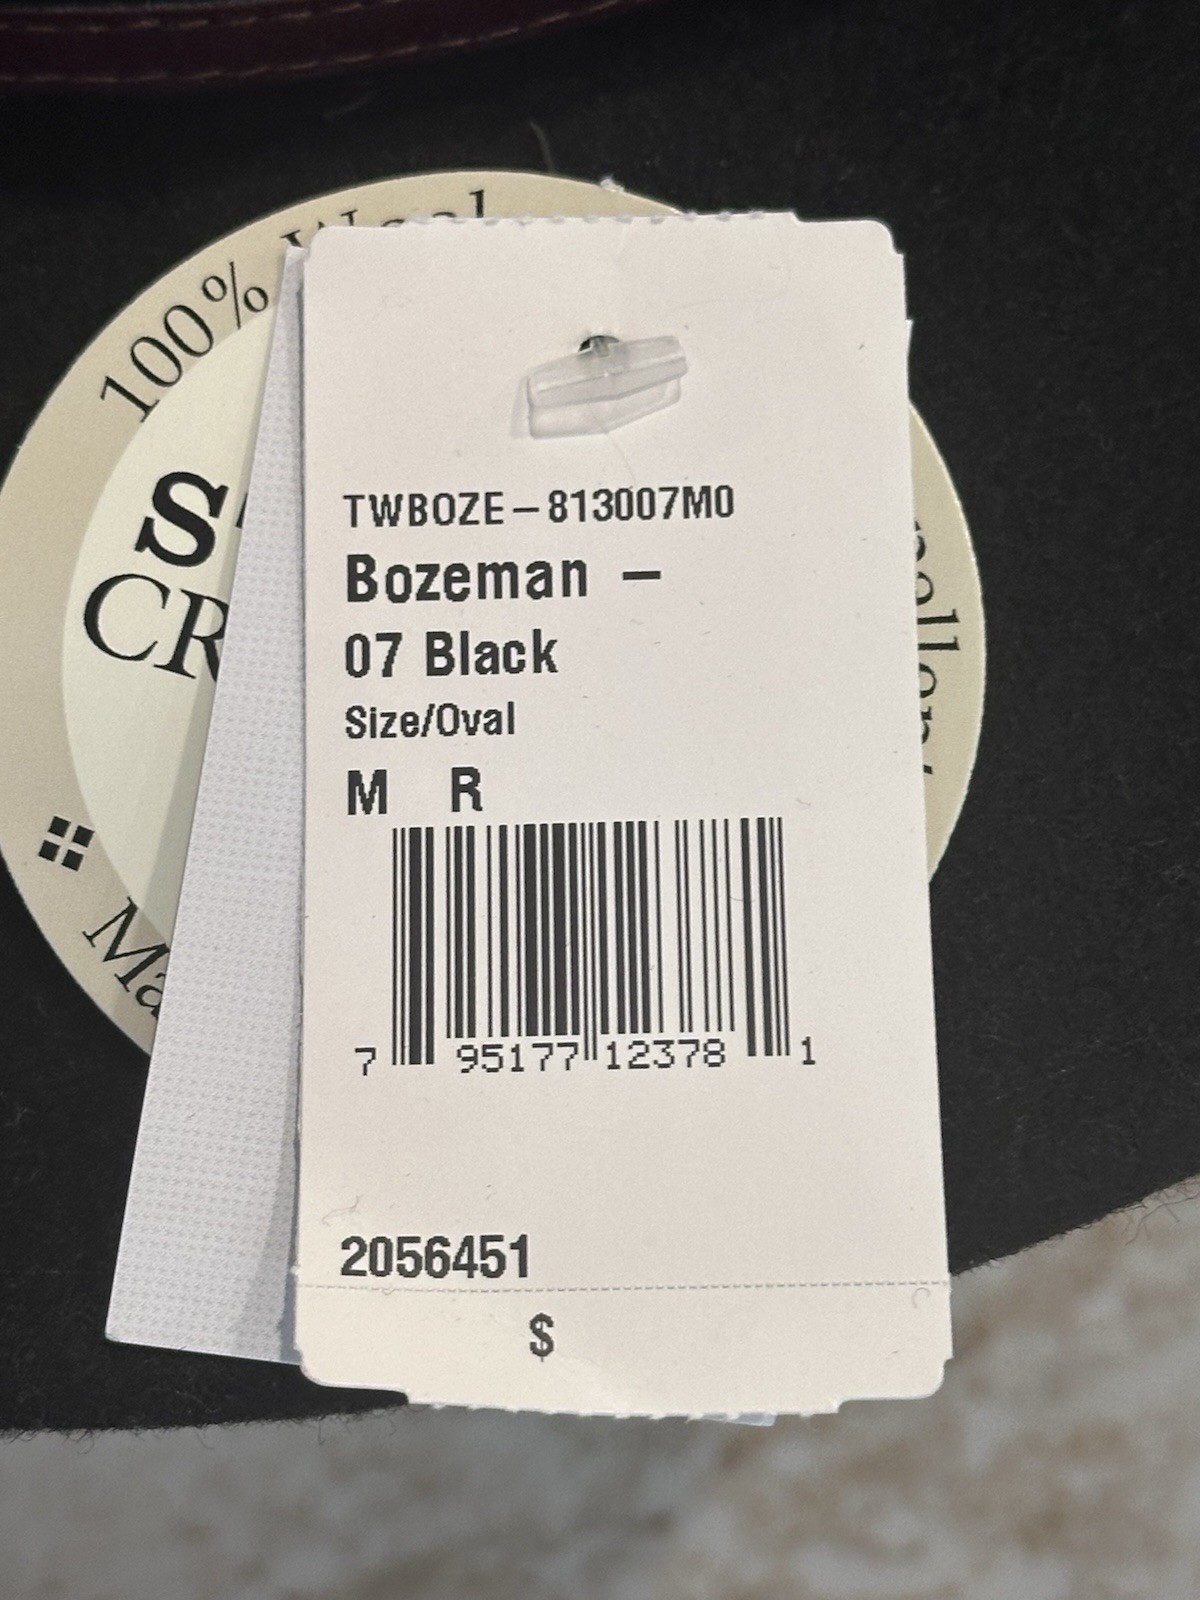 100%
CR
TWBOZE-813007M0
Bozeman -
07 Black
Size/Oval
M R
7 95177 12378 1
2056451
$